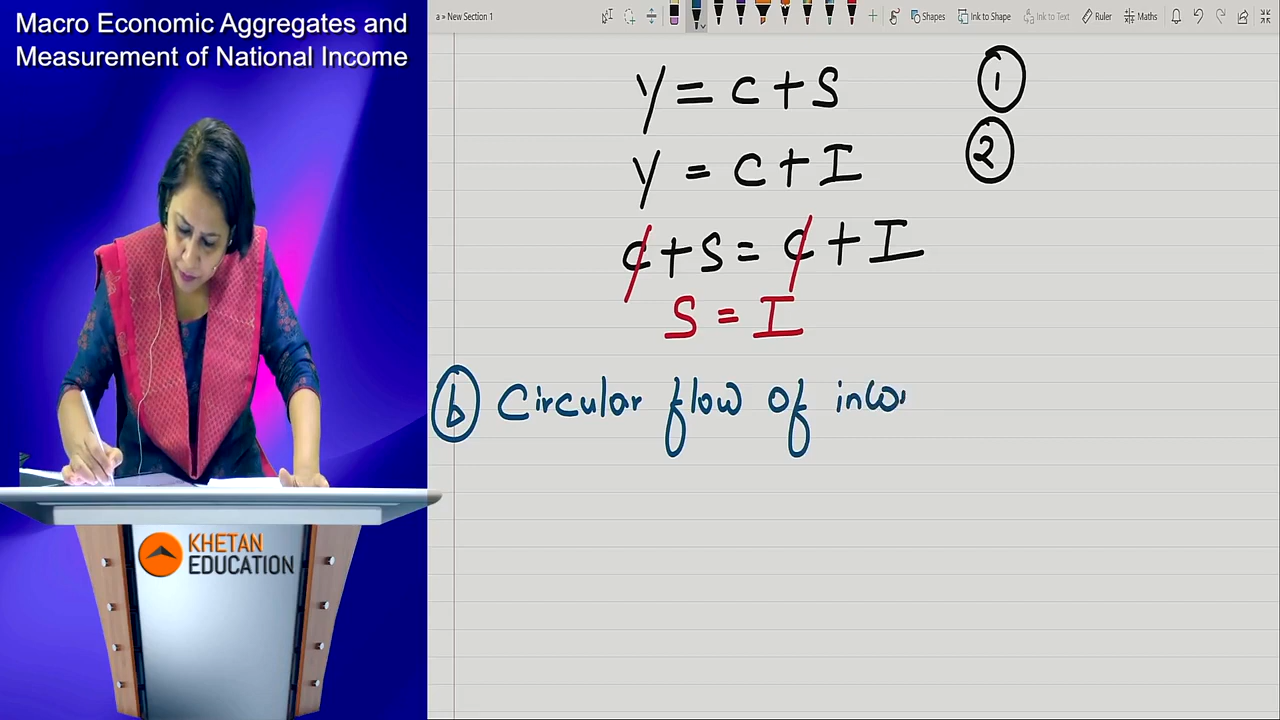 Macro Economic Aggregates and
Measurement of National Income
a » New Section 1
Shapes
Ink to Shape
Ink to Text
Ruler
Maths
Y = C + S ①
Y = C + I ②
C + S = C + I
S = I
ⓑ Circular flow of inco
KHETAN
EDUCATION